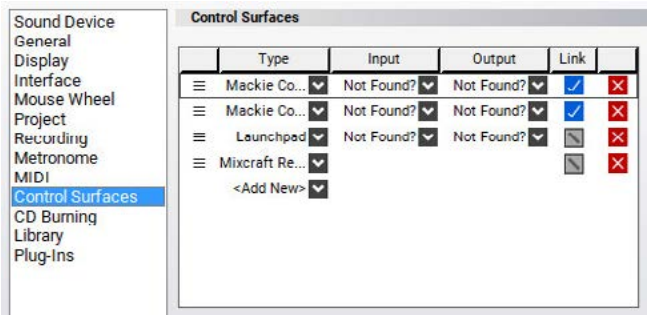 Sound Device
General
Display
Interface
Mouse Wheel
Project
Recording
Metronome
MIDI
Control Surfaces
CD Burning
Library
Plug-Ins
Control Surfaces
Type Input Output Link
Mackie Co... Not Found? Not Found?
Mackie Co... Not Found? Not Found?
Launchpad Not Found? Not Found?
Mixcraft Re...
<Add New>